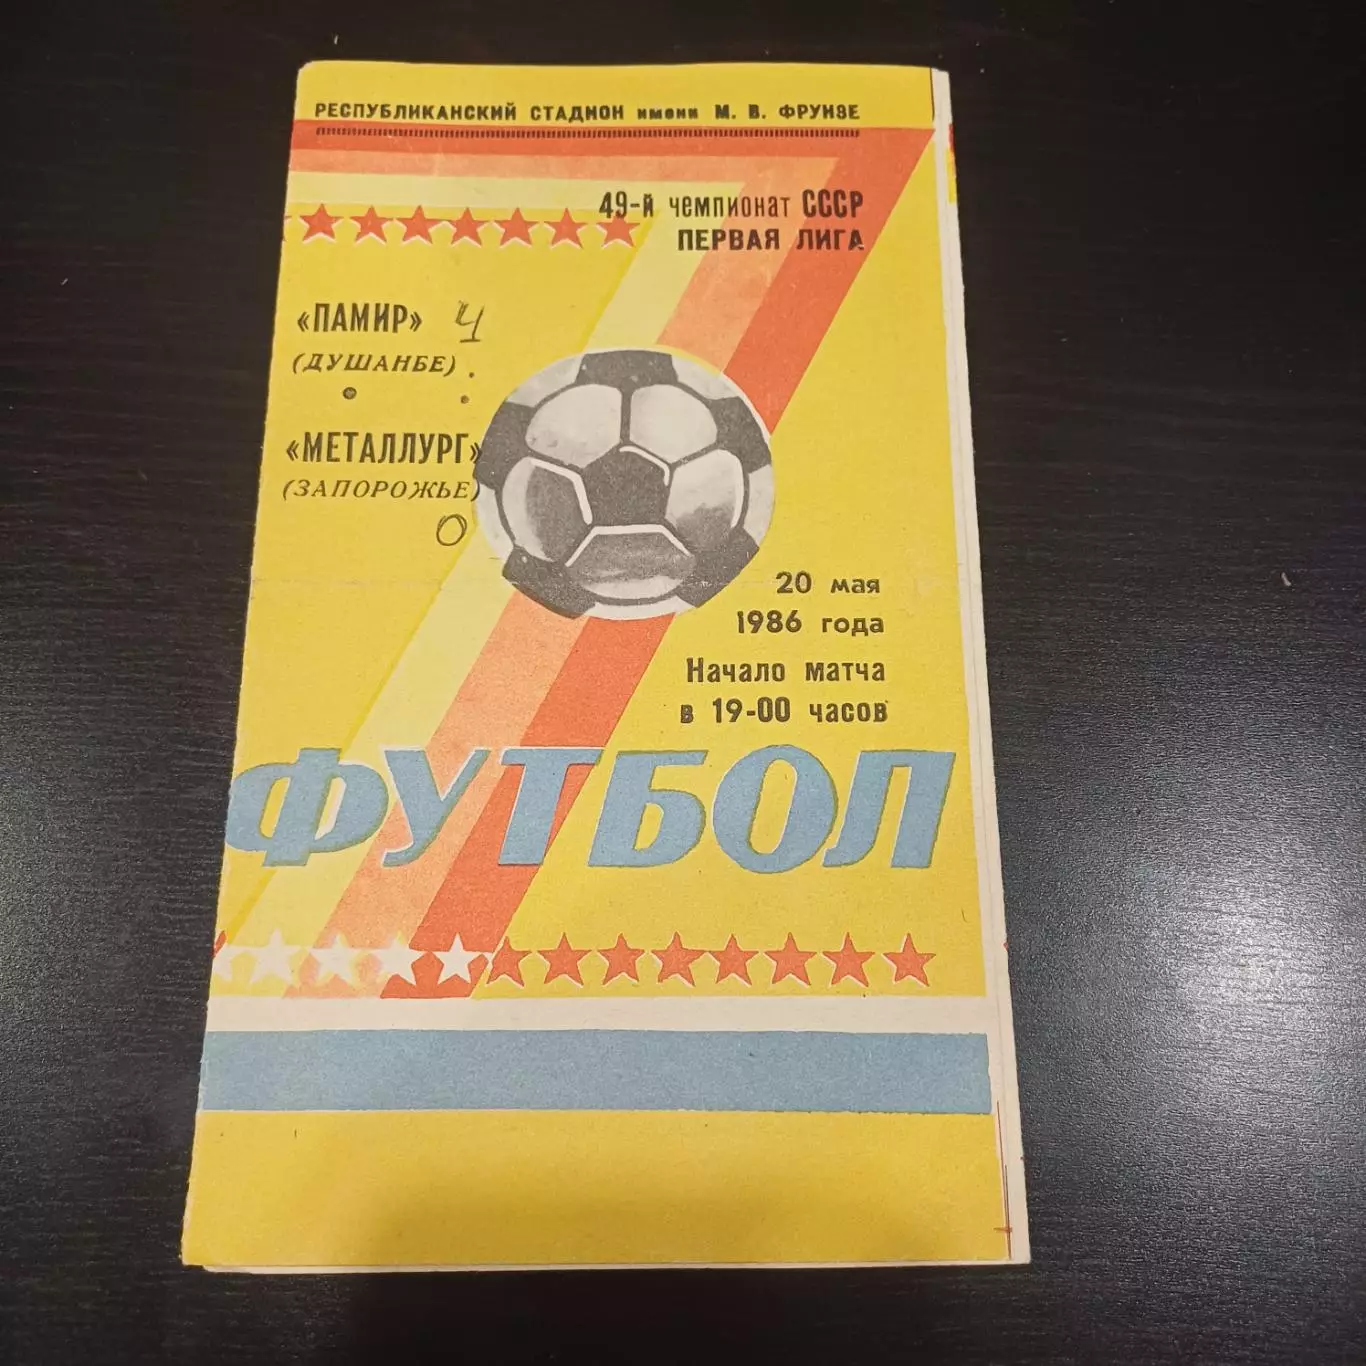 РЕСПУБЛИКАНСКИЙ СТАДИОН имени М. В. ФРУНЗЕ
49-й чемпионат СССР
ПЕРВАЯ ЛИГА
«ПАМИР» 4
(ДУШАНБЕ) :
«МЕТАЛЛУРГ»
(ЗАПОРОЖЬЕ)
0
20 мая
1986 года
Начало матча
в 19-00 часов
ФУТБОЛ